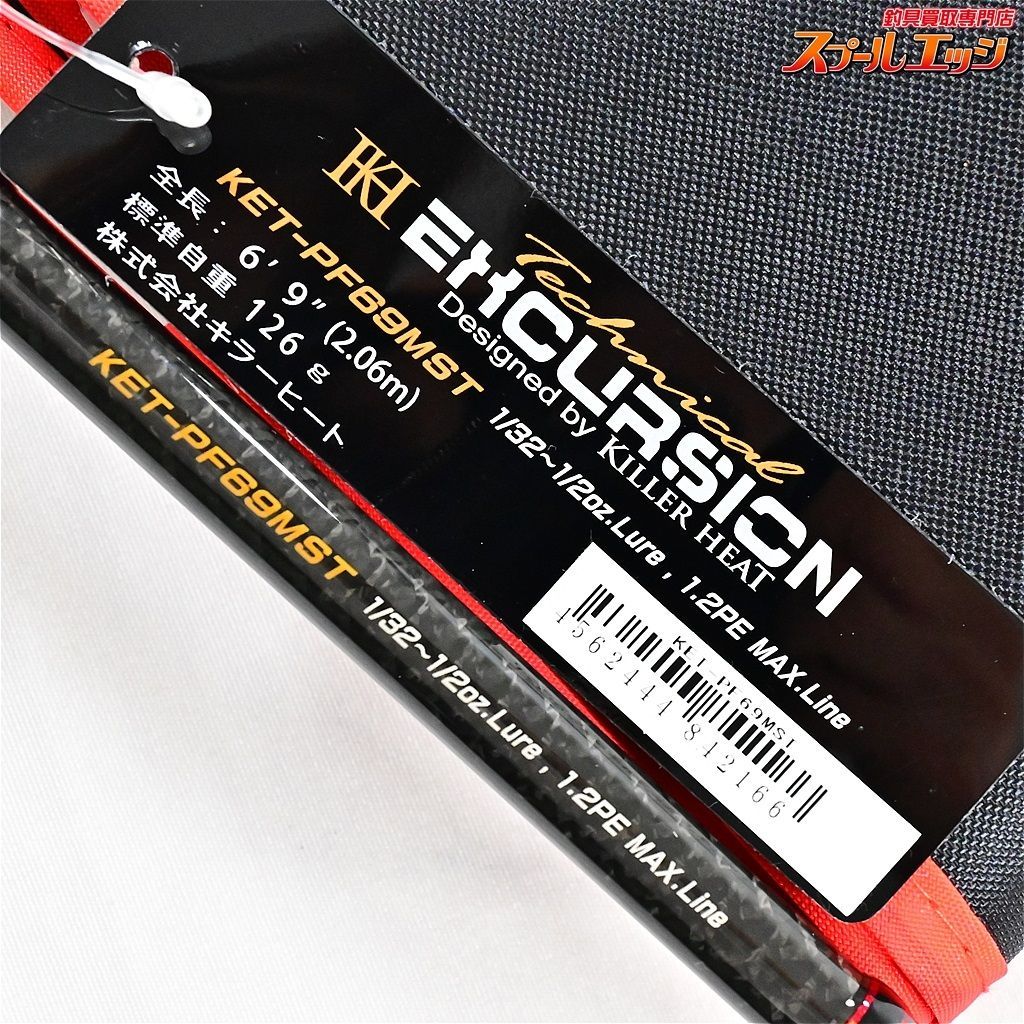 釣具買取専門店
スプールエッジ
KH
Technical
EXCURSION
Designed by KILLER HEAT
KET-PF69MST 1/32~1/2oz.Lure , 1.2PE MAX.Line
全長：6′9″(2.06m)
標準自重 126g
株式会社キラーヒート
KET-PF69MST
4562444842166
KET-PF69MST 1/32~1/2oz.Lure , 1.2PE MAX.Line